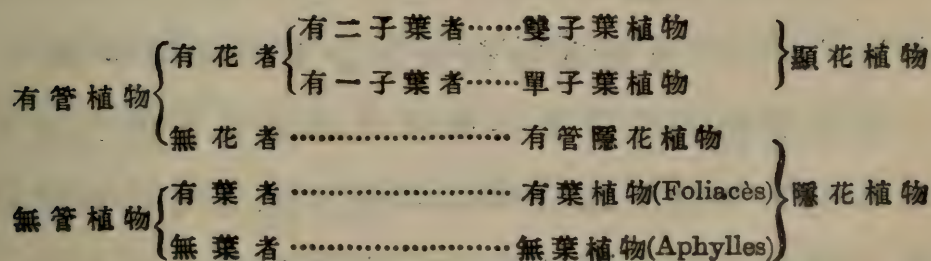 有二子葉者……雙子葉植物
有花者 顯花植物
有一子葉者……單子葉植物
有管植物
無花者…………………… 有管隱花植物
有葉者…………………… 有葉植物(Foliacès)
無管植物 隱花植物
無葉者…………………… 無葉植物(Aphylles)